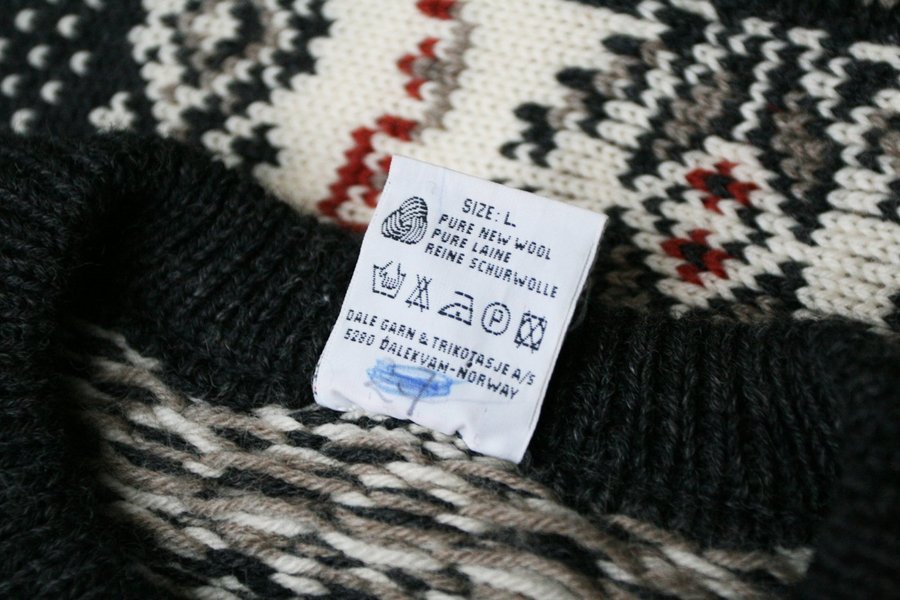 SIZE: L.
PURE NEW WOOL
PURE LAINE
REINE SCHURWOLLE
P
DALE GARN & TRIKOTASJE A/S
5280 DALEKVAM-NORWAY